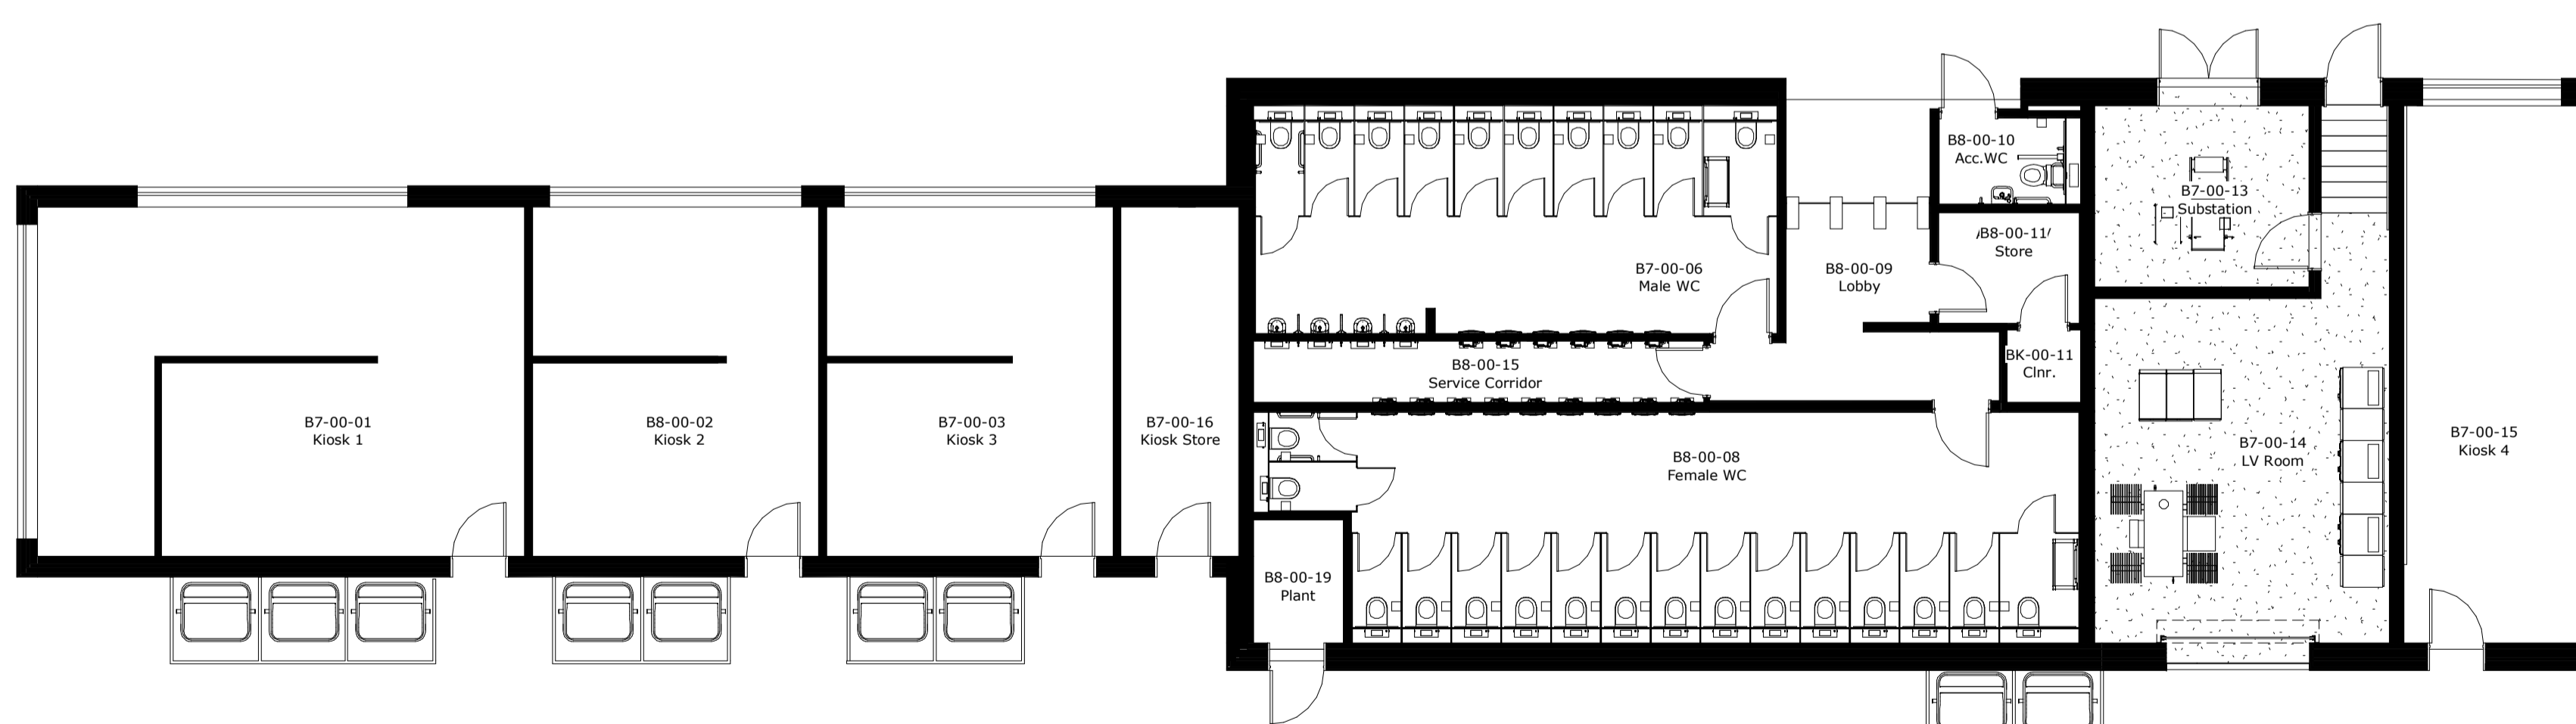 B7-00-01
Kiosk 1
B8-00-02
Kiosk 2
B7-00-03
Kiosk 3
B7-00-16
Kiosk Store
B7-00-06
Male WC
B8-00-15
Service Corridor
B8-00-08
Female WC
B8-00-19
Plant
B8-00-09
Lobby
B8-00-10
Acc.WC
B8-00-11
Store
BK-00-11
Clnr.
B7-00-13
Substation
B7-00-14
LV Room
B7-00-15
Kiosk 4